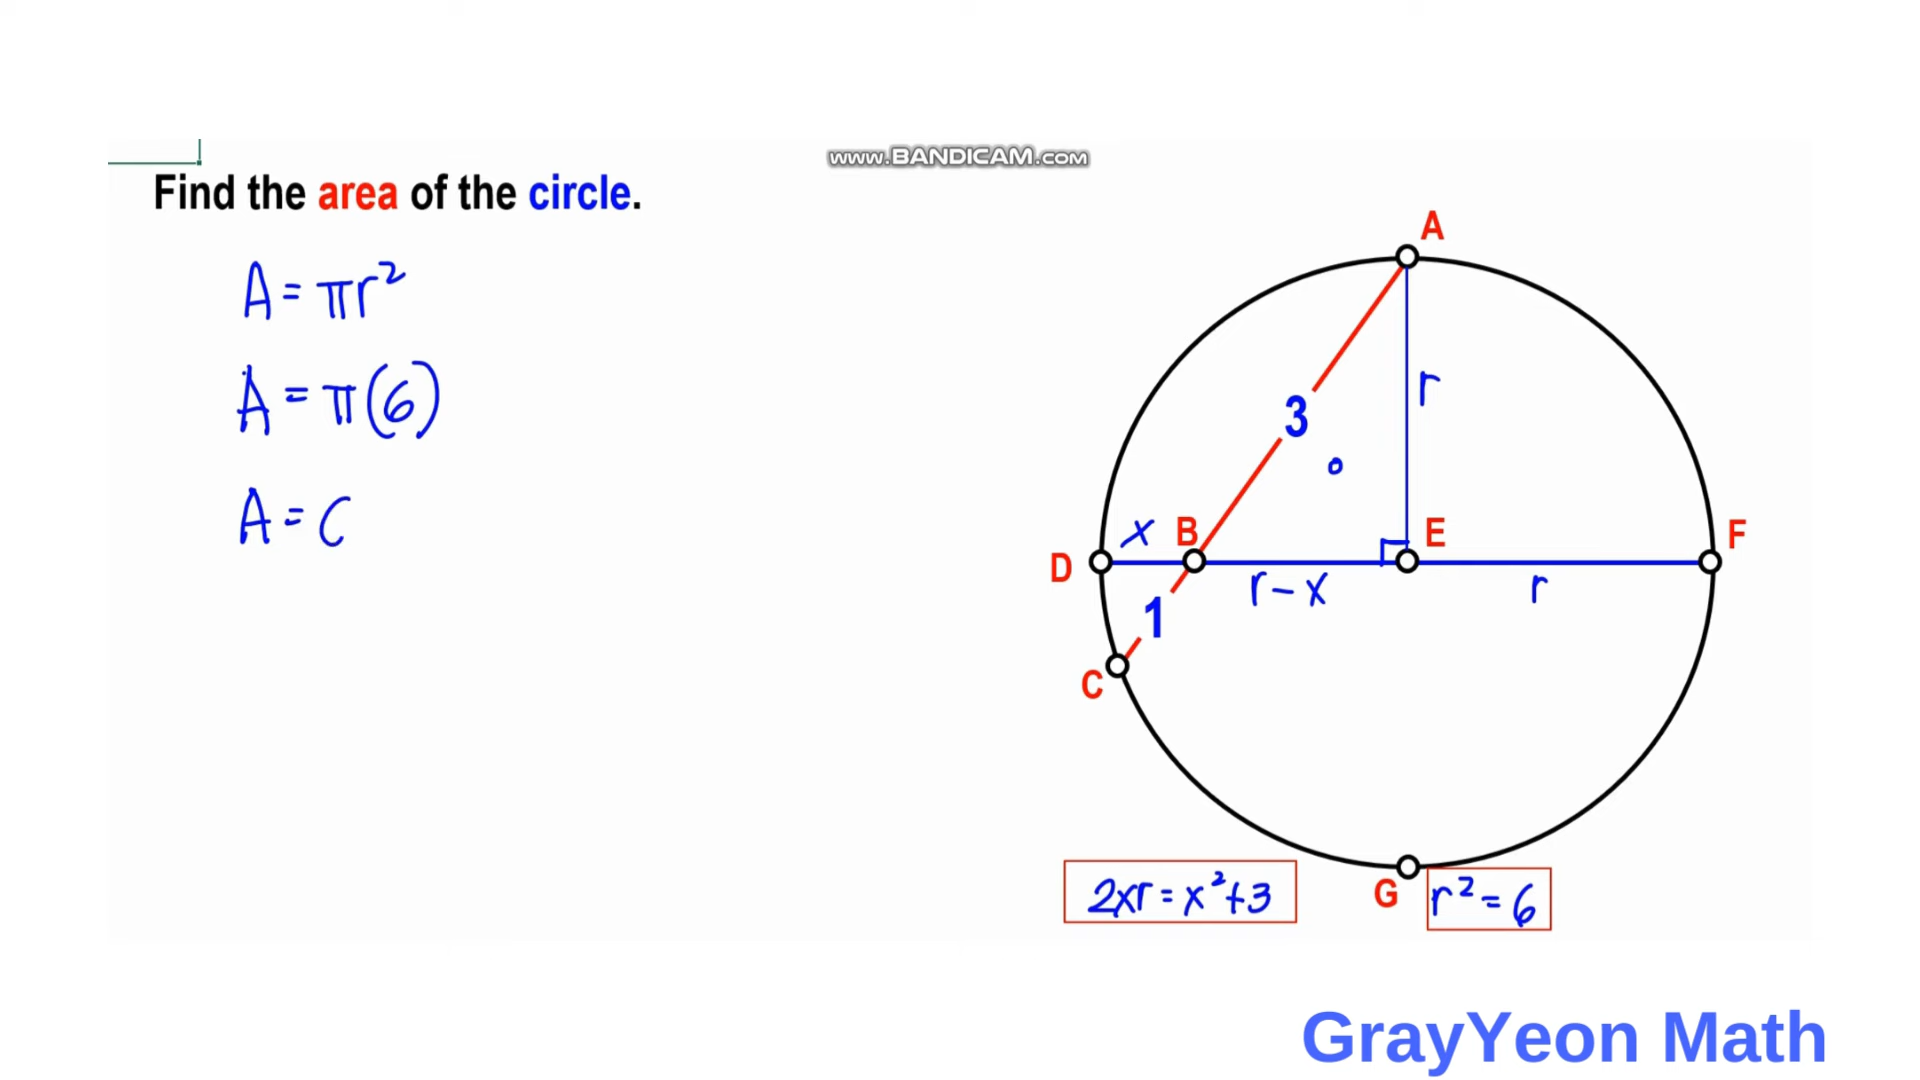 www.BANDICAM.com
Find the area of the circle.
A = πr²
A = π(6)
A = C
A
r
3
x
B
E
F
D
r - x
r
1
C
G
2xr = x² + 3
r² = 6
GrayYeon Math